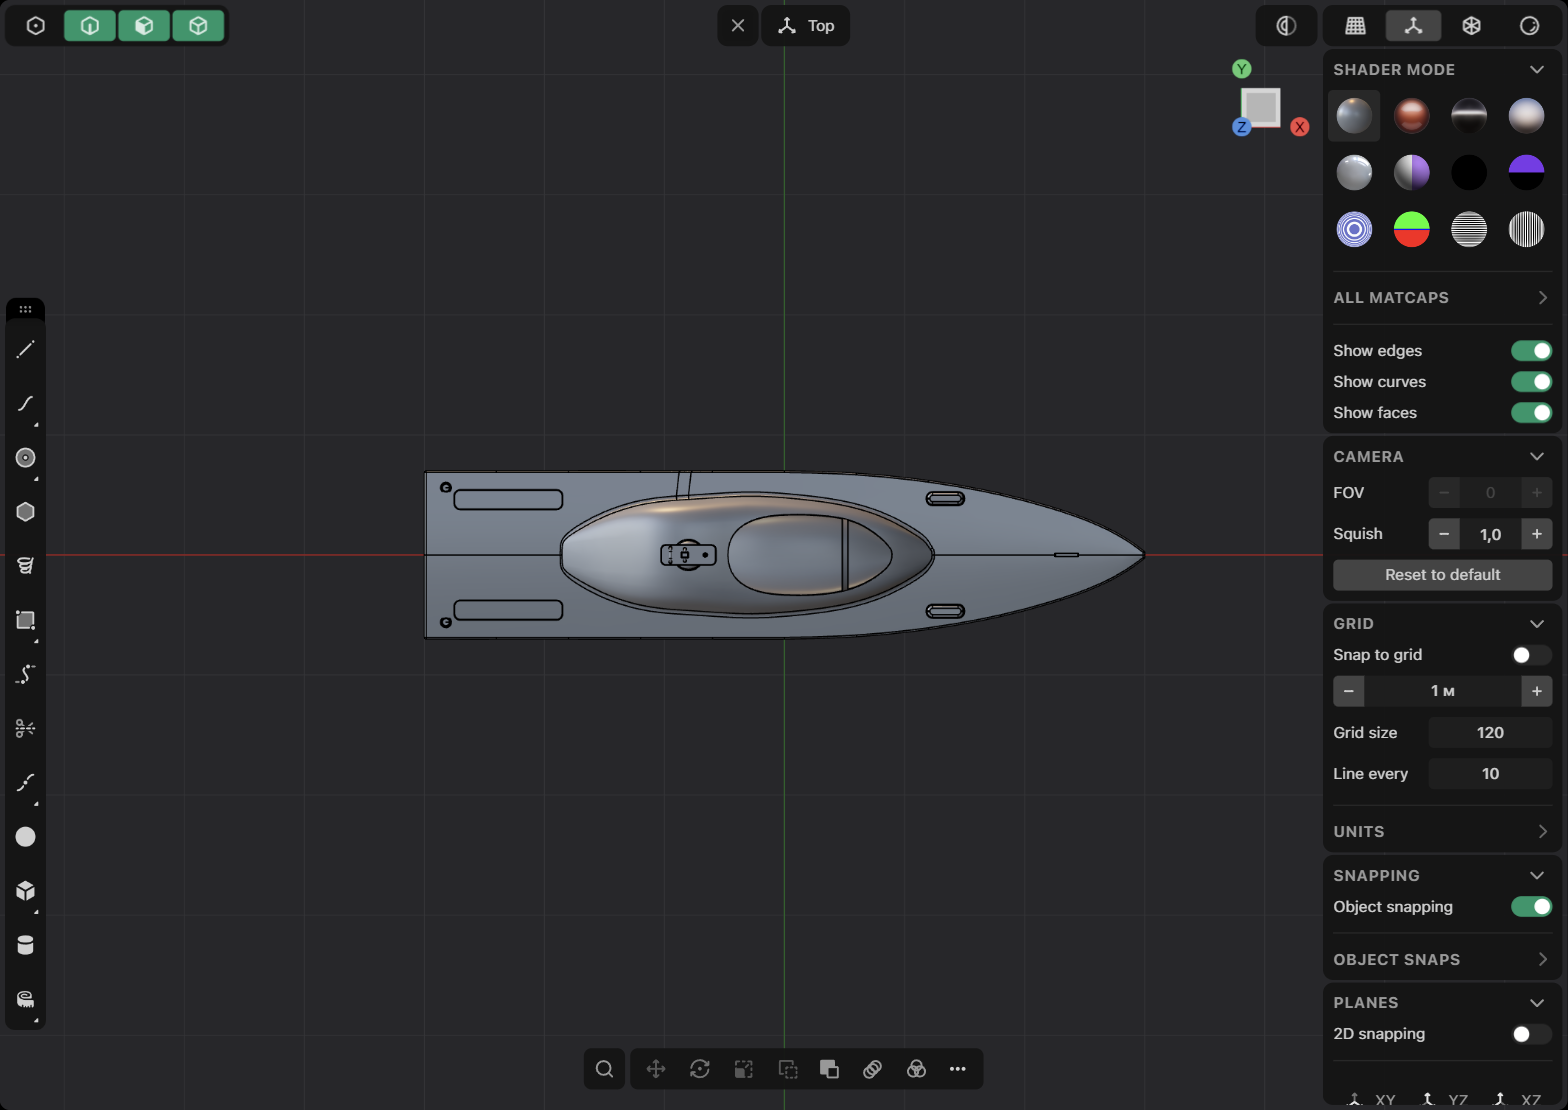 Top
Y
Z
X
SHADER MODE
ALL MATCAPS
Show edges
Show curves
Show faces
CAMERA
FOV
− 0 +
Squish
− 1,0 +
Reset to default
GRID
Snap to grid
− 1 м +
Grid size
120
Line every
10
UNITS
SNAPPING
Object snapping
OBJECT SNAPS
PLANES
2D snapping
XY YZ XZ